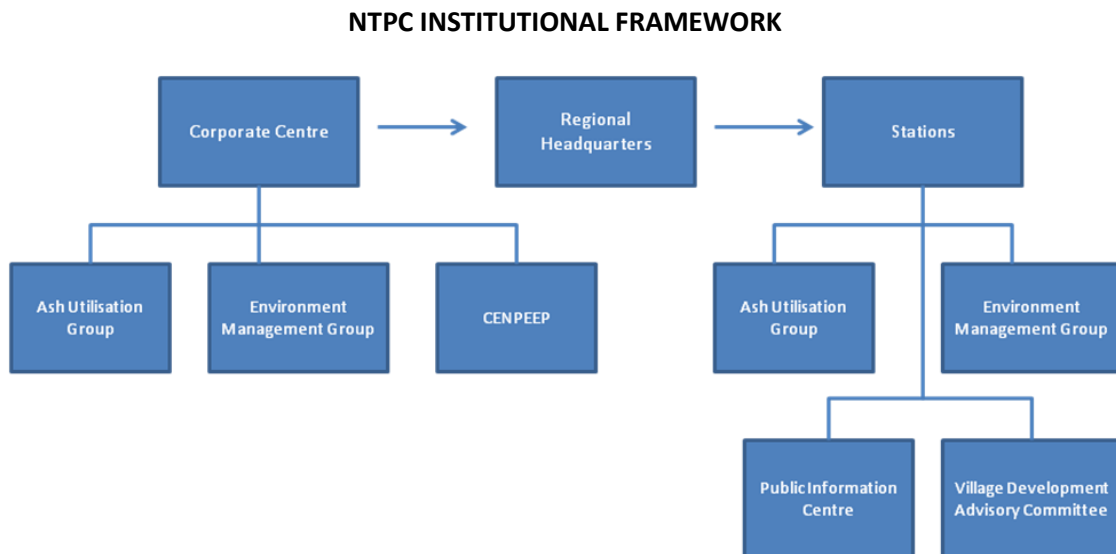 NTPC INSTITUTIONAL FRAMEWORK
Corporate Centre
Regional
Headquarters
Stations
Ash Utilisation
Group
Environment
Management Group
CENPEEP
Ash Utilisation
Group
Environment
Management Group
Public Information
Centre
Village Development
Advisory Committee